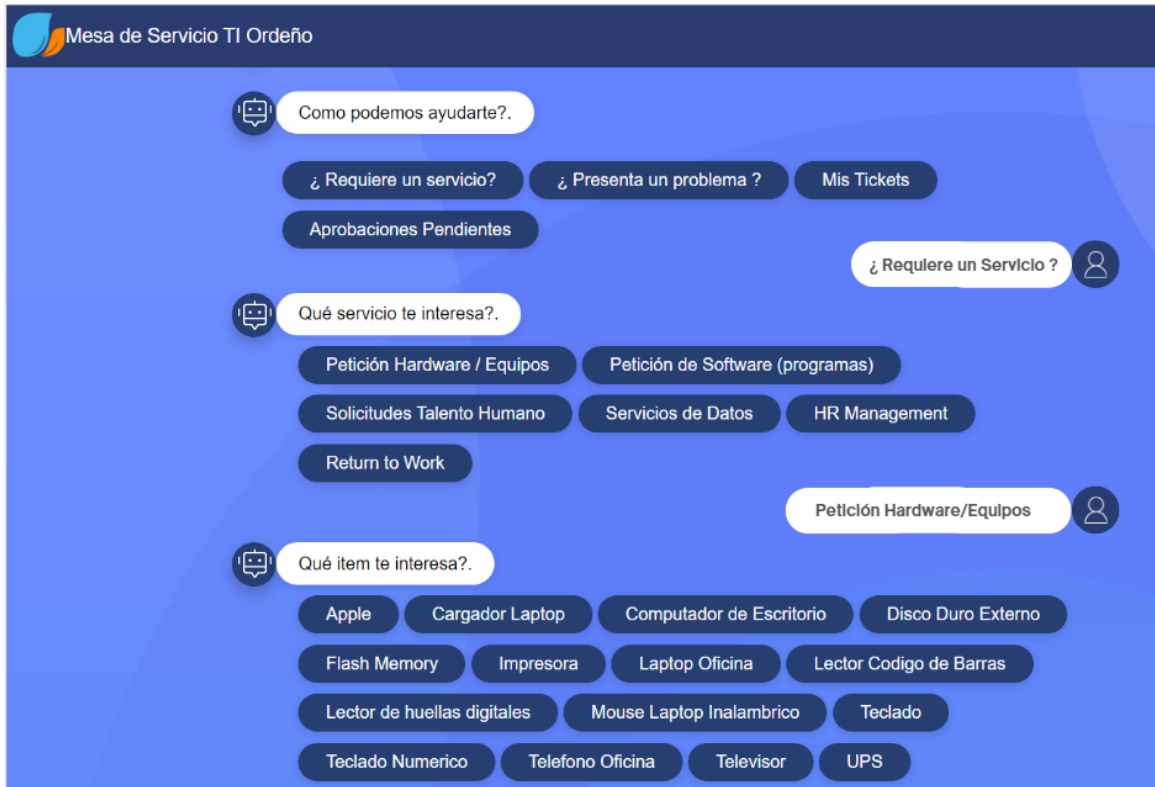 Mesa de Servicio TI Ordeño
Como podemos ayudarte?.
¿ Requiere un servicio? ¿ Presenta un problema ? Mis Tickets
Aprobaciones Pendientes
¿ Requiere un Servicio ?
Qué servicio te interesa?.
Petición Hardware / Equipos Petición de Software (programas)
Solicitudes Talento Humano Servicios de Datos HR Management
Return to Work
Petición Hardware/Equipos
Qué item te interesa?.
Apple Cargador Laptop Computador de Escritorio Disco Duro Externo
Flash Memory Impresora Laptop Oficina Lector Codigo de Barras
Lector de huellas digitales Mouse Laptop Inalambrico Teclado
Teclado Numerico Telefono Oficina Televisor UPS